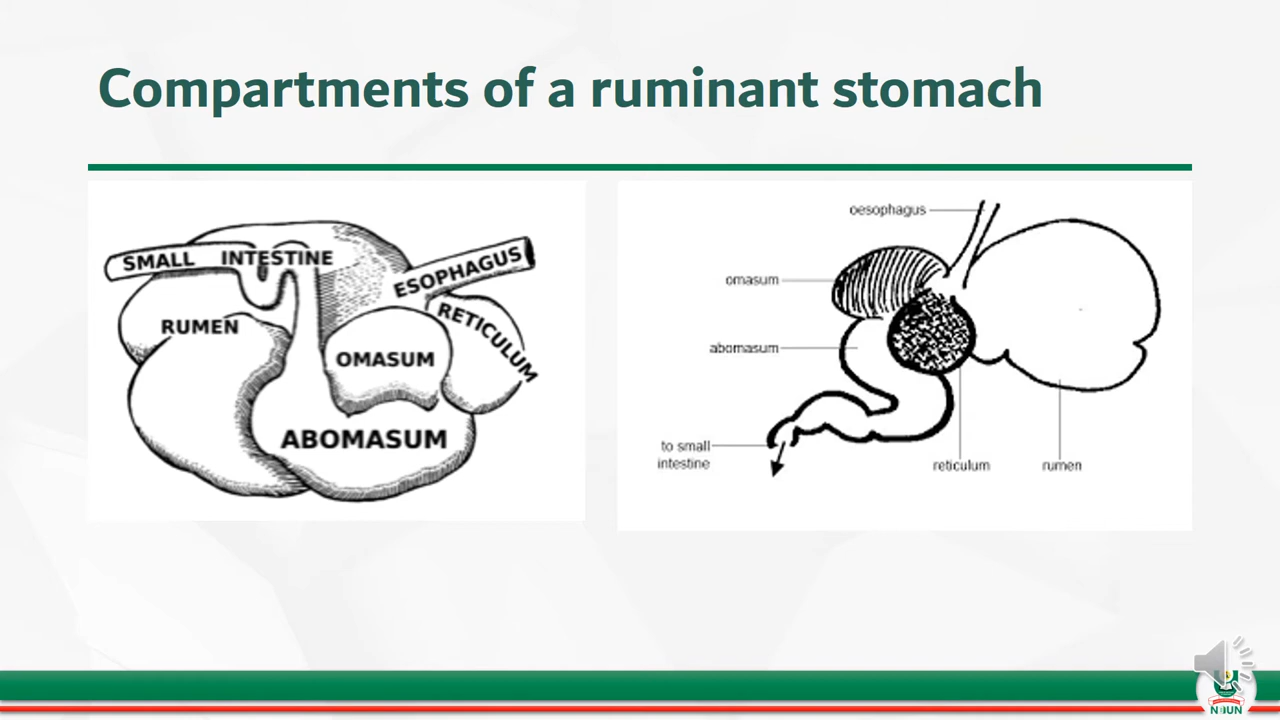 Compartments of a ruminant stomach
SMALL INTESTINE
ESOPHAGUS
RUMEN
RETICULUM
OMASUM
ABOMASUM
oesophagus
omasum
abomasum
to small
intestine
reticulum
rumen